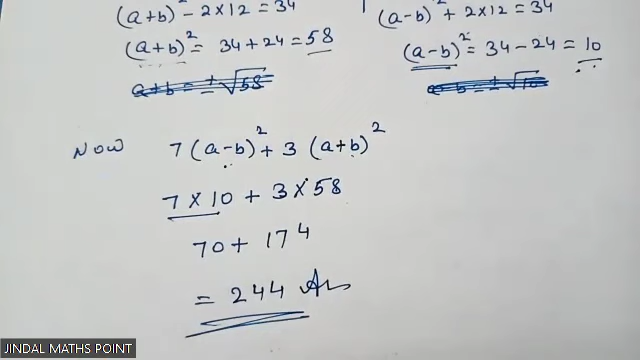 (a+b)² - 2×12 = 34
(a+b)² = 34+24 = 58
a+b = ±√58
(a-b)² + 2×12 = 34
(a-b)² = 34-24 = 10
a-b = ±√10
Now 7(a-b)² + 3(a+b)²
7×10 + 3×58
70 + 174
= 244 Ans
JINDAL MATHS POINT